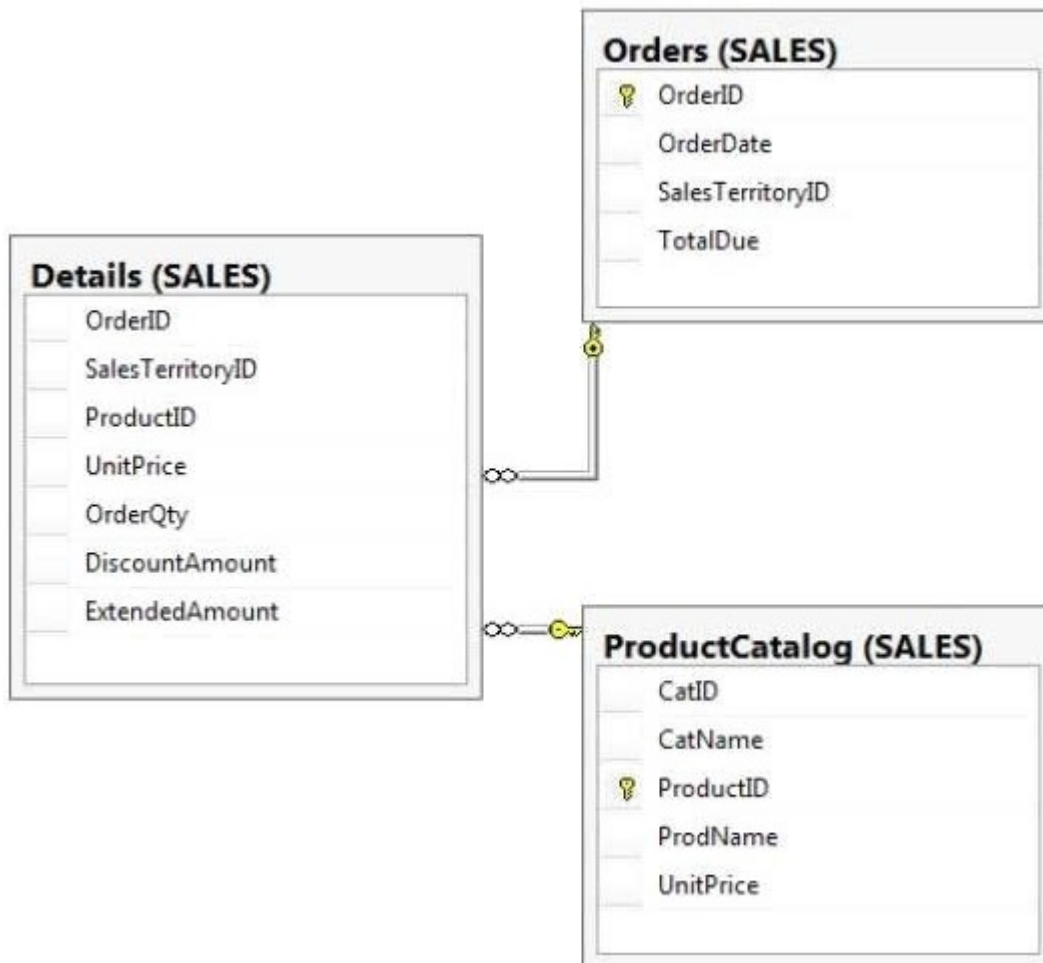 Orders (SALES)
OrderID
OrderDate
SalesTerritoryID
TotalDue
Details (SALES)
OrderID
SalesTerritoryID
ProductID
UnitPrice
OrderQty
DiscountAmount
ExtendedAmount
ProductCatalog (SALES)
CatID
CatName
ProductID
ProdName
UnitPrice